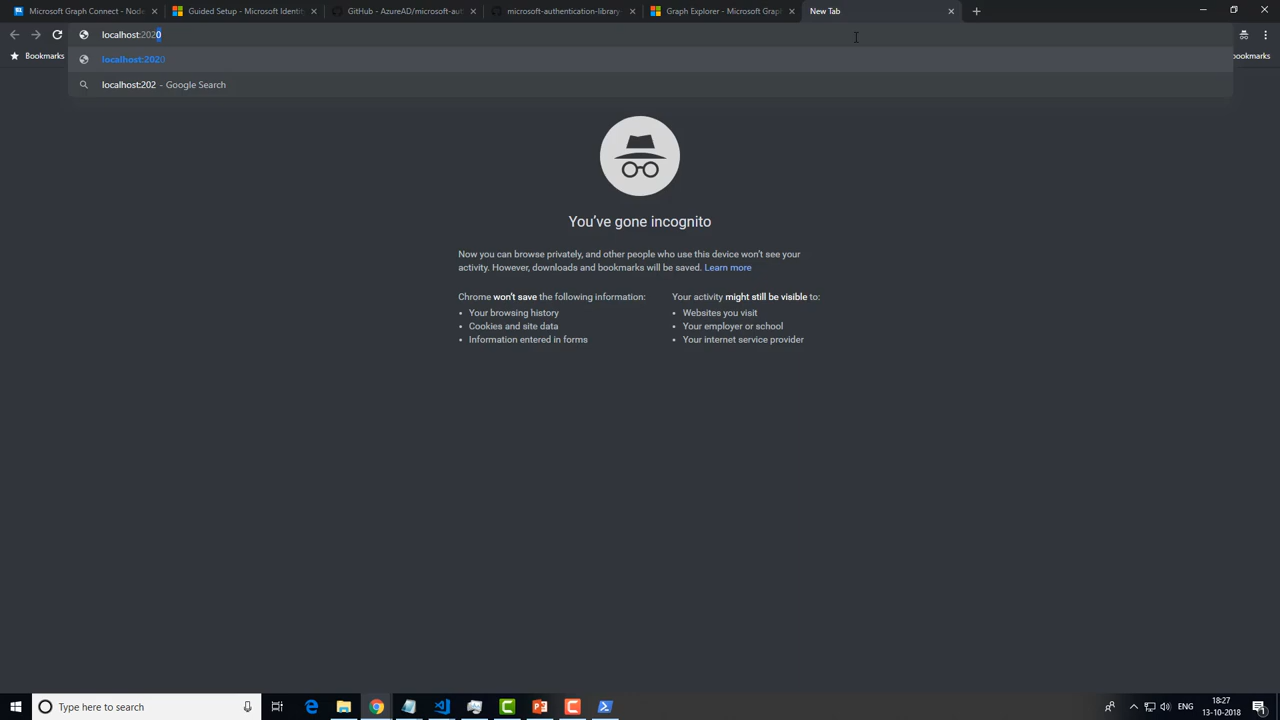 Microsoft Graph Connect - Node
Guided Setup - Microsoft Identit
GitHub - AzureAD/microsoft-aut
microsoft-authentication-library-
Graph Explorer - Microsoft Graph
New Tab
localhost:2020
localhost:2020
localhost:202 - Google Search
Bookmarks
bookmarks
You've gone incognito
Now you can browse privately, and other people who use this device won't see your
activity. However, downloads and bookmarks will be saved. Learn more
Chrome won't save the following information:
• Your browsing history
• Cookies and site data
• Information entered in forms
Your activity might still be visible to:
• Websites you visit
• Your employer or school
• Your internet service provider
Type here to search
ENG
18:27
13-10-2018